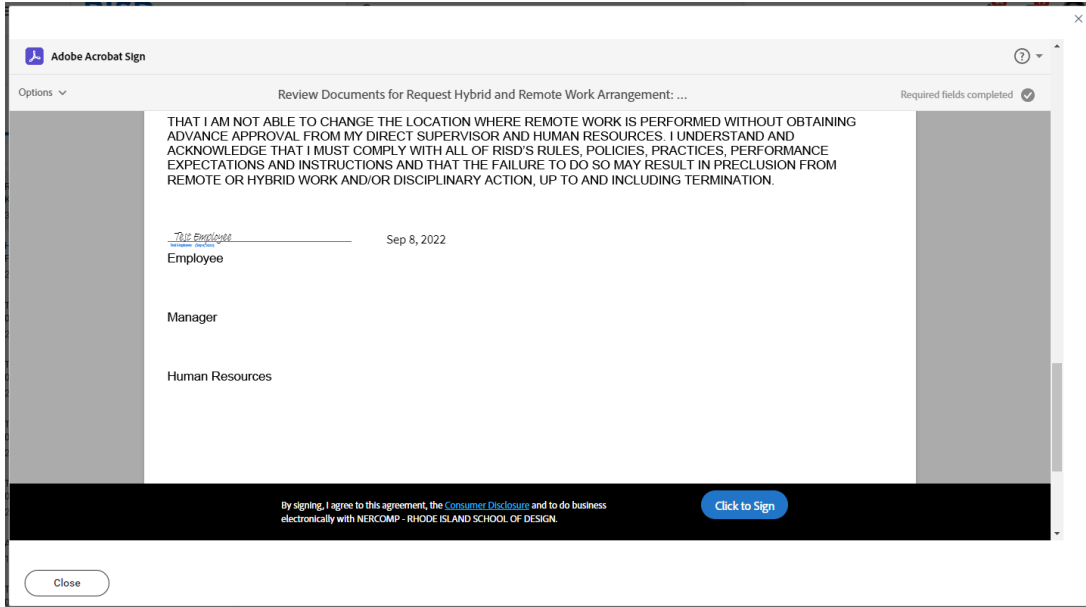 Adobe Acrobat Sign
Options
Review Documents for Request Hybrid and Remote Work Arrangement: ...
Required fields completed
THAT I AM NOT ABLE TO CHANGE THE LOCATION WHERE REMOTE WORK IS PERFORMED WITHOUT OBTAINING
ADVANCE APPROVAL FROM MY DIRECT SUPERVISOR AND HUMAN RESOURCES. I UNDERSTAND AND
ACKNOWLEDGE THAT I MUST COMPLY WITH ALL OF RISD'S RULES, POLICIES, PRACTICES, PERFORMANCE
EXPECTATIONS AND INSTRUCTIONS AND THAT THE FAILURE TO DO SO MAY RESULT IN PRECLUSION FROM
REMOTE OR HYBRID WORK AND/OR DISCIPLINARY ACTION, UP TO AND INCLUDING TERMINATION.
Test Employee
Sep 8, 2022
Employee
Manager
Human Resources
By signing, I agree to this agreement, the Consumer Disclosure and to do business
electronically with NERCOMP - RHODE ISLAND SCHOOL OF DESIGN.
Click to Sign
Close